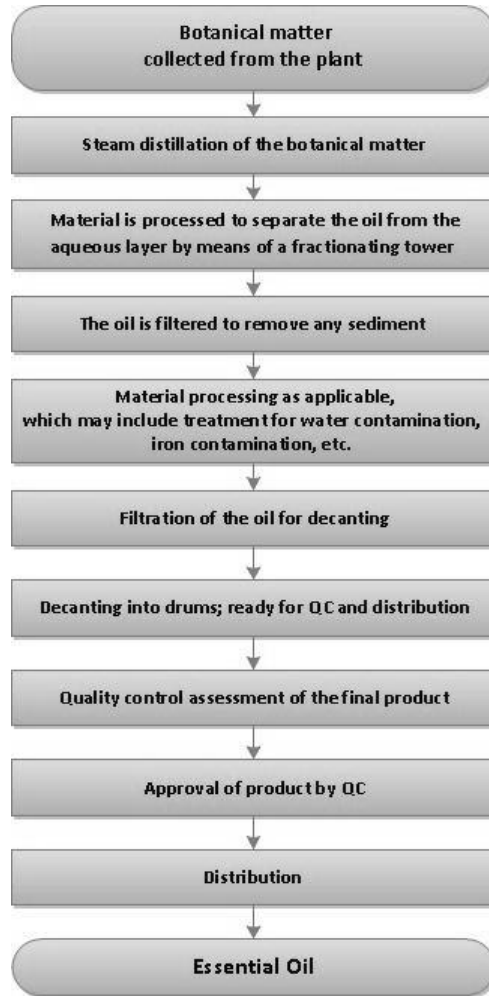 Botanical matter
collected from the plant
Steam distillation of the botanical matter
Material is processed to separate the oil from the
aqueous layer by means of a fractionating tower
The oil is filtered to remove any sediment
Material processing as applicable,
which may include treatment for water contamination,
iron contamination, etc.
Filtration of the oil for decanting
Decanting into drums; ready for QC and distribution
Quality control assessment of the final product
Approval of product by QC
Distribution
Essential Oil